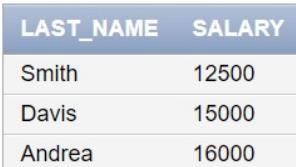 LAST_NAME SALARY
Smith 12500
Davis 15000
Andrea 16000